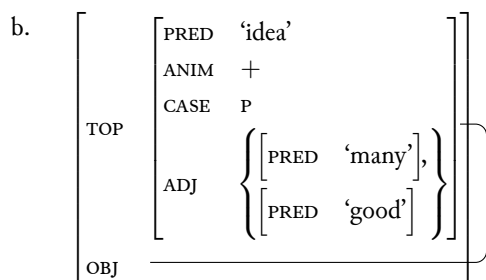 b.
PRED ‘idea’
ANIM +
CASE P
TOP
[PRED ‘many’],
ADJ
[PRED ‘good’]
OBJ